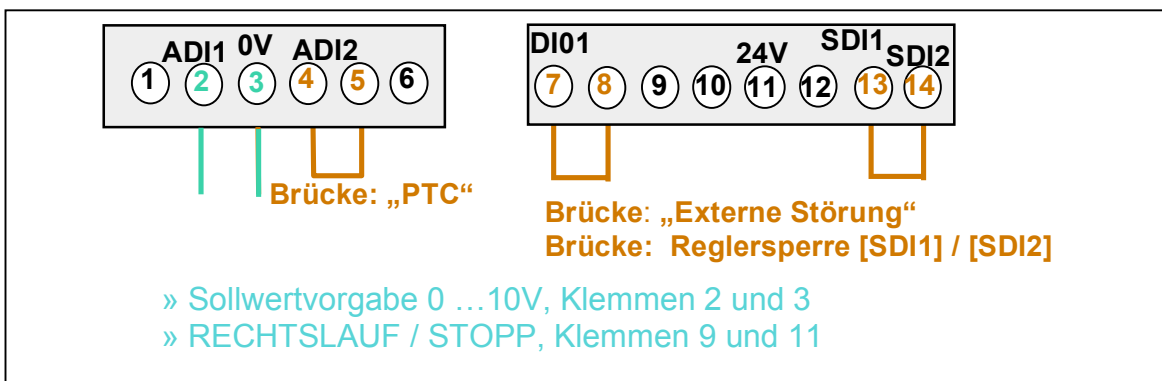 ADI1 0V ADI2
1 2 3 4 5 6
DI01 24V SDI1 SDI2
7 8 9 10 11 12 13 14
Brücke: „PTC“
Brücke: „Externe Störung“
Brücke: Reglersperre [SDI1] / [SDI2]
» Sollwertvorgabe 0 …10V, Klemmen 2 und 3
» RECHTSLAUF / STOPP, Klemmen 9 und 11